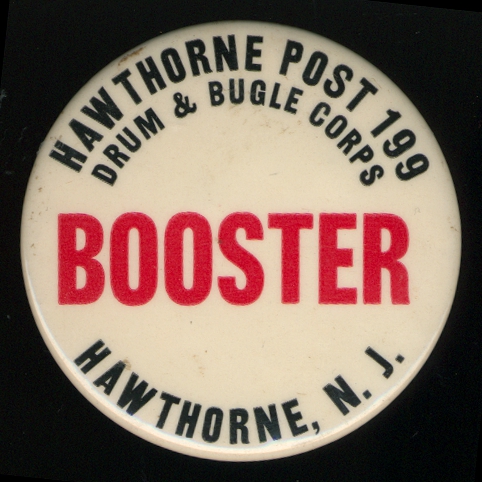 HAWTHORNE POST 199
DRUM & BUGLE CORPS
BOOSTER
HAWTHORNE, N. J.